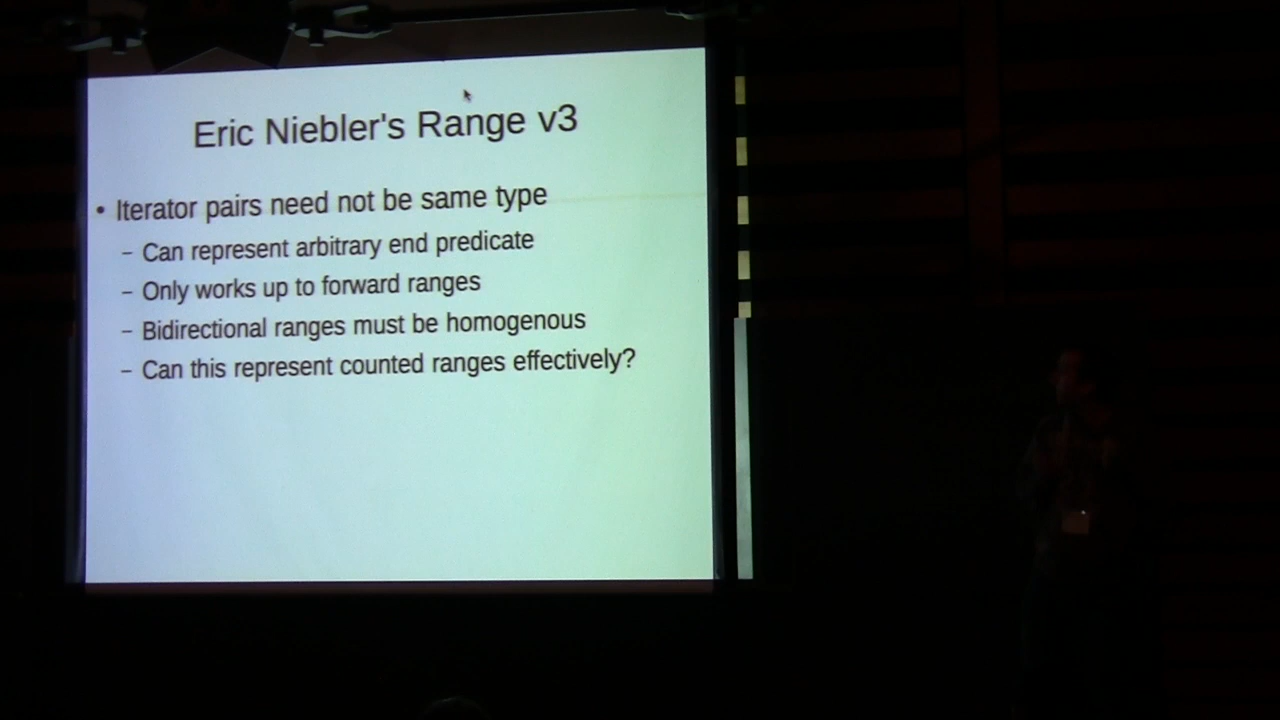 Eric Niebler's Range v3
• Iterator pairs need not be same type
– Can represent arbitrary end predicate
– Only works up to forward ranges
– Bidirectional ranges must be homogenous
– Can this represent counted ranges effectively?